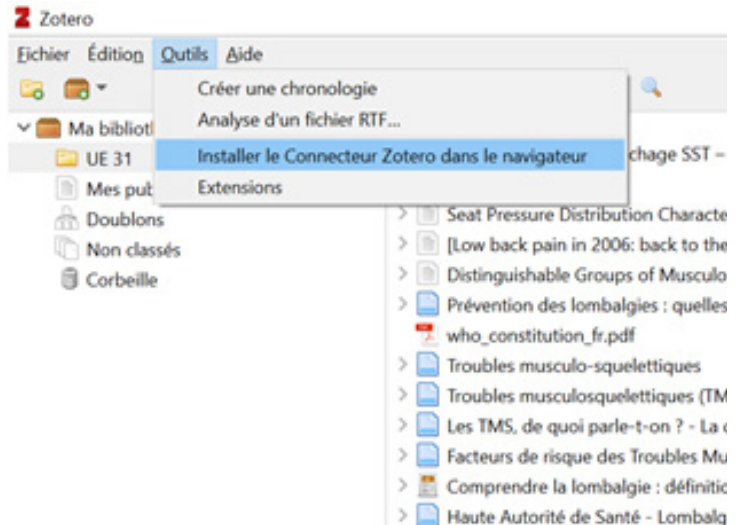 Zotero
Fichier Édition Outils Aide
Créer une chronologie
Analyse d'un fichier RTF...
Installer le Connecteur Zotero dans le navigateur
Extensions
Ma bibliot
UE 31
Mes pub
Doublons
Non classés
Corbeille
chage SST –
Seat Pressure Distribution Characte
[Low back pain in 2006: back to the
Distinguishable Groups of Musculo
Prévention des lombalgies : quelles
who_constitution_fr.pdf
Troubles musculo-squelettiques
Troubles musculosquelettiques (TM
Les TMS, de quoi parle-t-on ? - La
Facteurs de risque des Troubles Mu
Comprendre la lombalgie : définitic
Haute Autorité de Santé - Lombalg